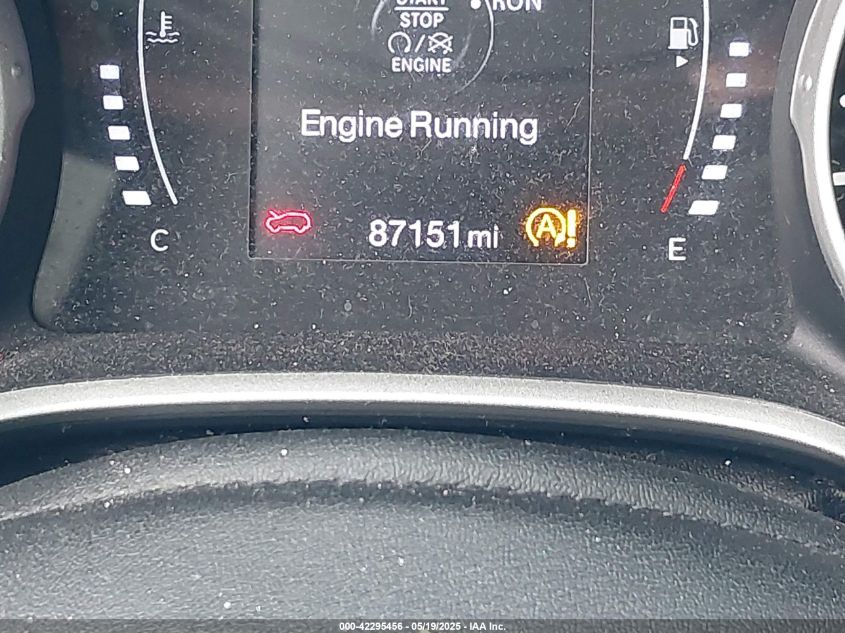 START
STOP
RUN
A
ENGINE
Engine Running
87151 mi
A!
C
E
000-42295456 - 05/19/2025 - IAA Inc.